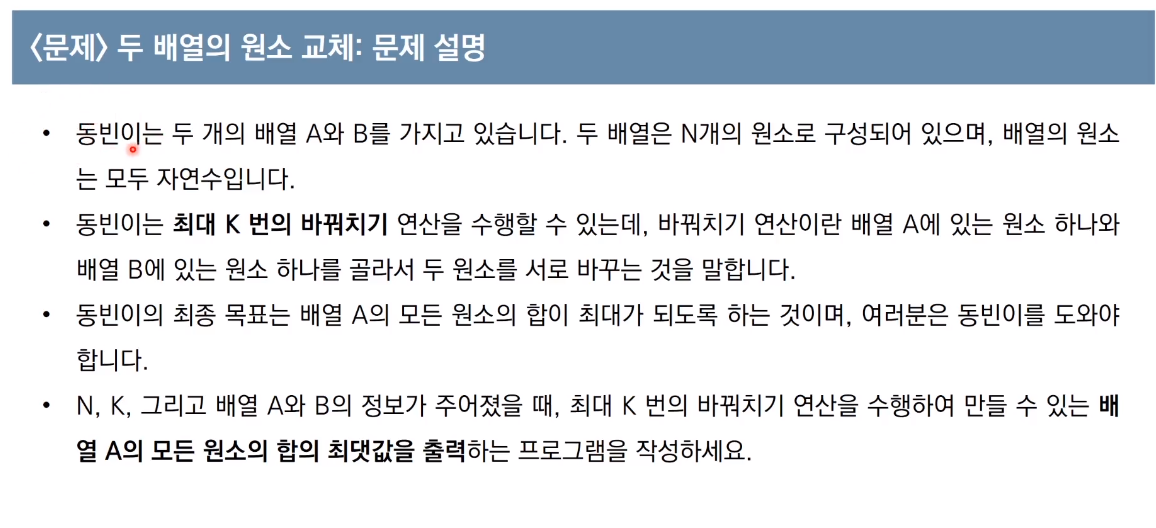 〈문제〉 두 배열의 원소 교체: 문제 설명
• 동빈이는 두 개의 배열 A와 B를 가지고 있습니다. 두 배열은 N개의 원소로 구성되어 있으며, 배열의 원소
는 모두 자연수입니다.
• 동빈이는 최대 K 번의 바꿔치기 연산을 수행할 수 있는데, 바꿔치기 연산이란 배열 A에 있는 원소 하나와
배열 B에 있는 원소 하나를 골라서 두 원소를 서로 바꾸는 것을 말합니다.
• 동빈이의 최종 목표는 배열 A의 모든 원소의 합이 최대가 되도록 하는 것이며, 여러분은 동빈이를 도와야
합니다.
• N, K, 그리고 배열 A와 B의 정보가 주어졌을 때, 최대 K 번의 바꿔치기 연산을 수행하여 만들 수 있는 배
열 A의 모든 원소의 합의 최댓값을 출력하는 프로그램을 작성하세요.